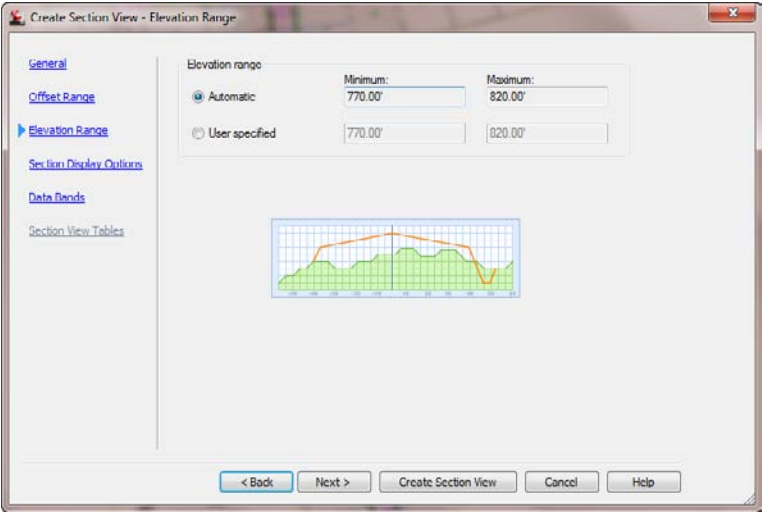 Create Section View - Elevation Range
General
Offset Range
Elevation Range
Section Display Options
Data Bands
Section View Tables
Elevation range
Minimum: Maximum:
Automatic 770.00' 820.00'
User specified 770.00' 820.00'
< Back Next > Create Section View Cancel Help